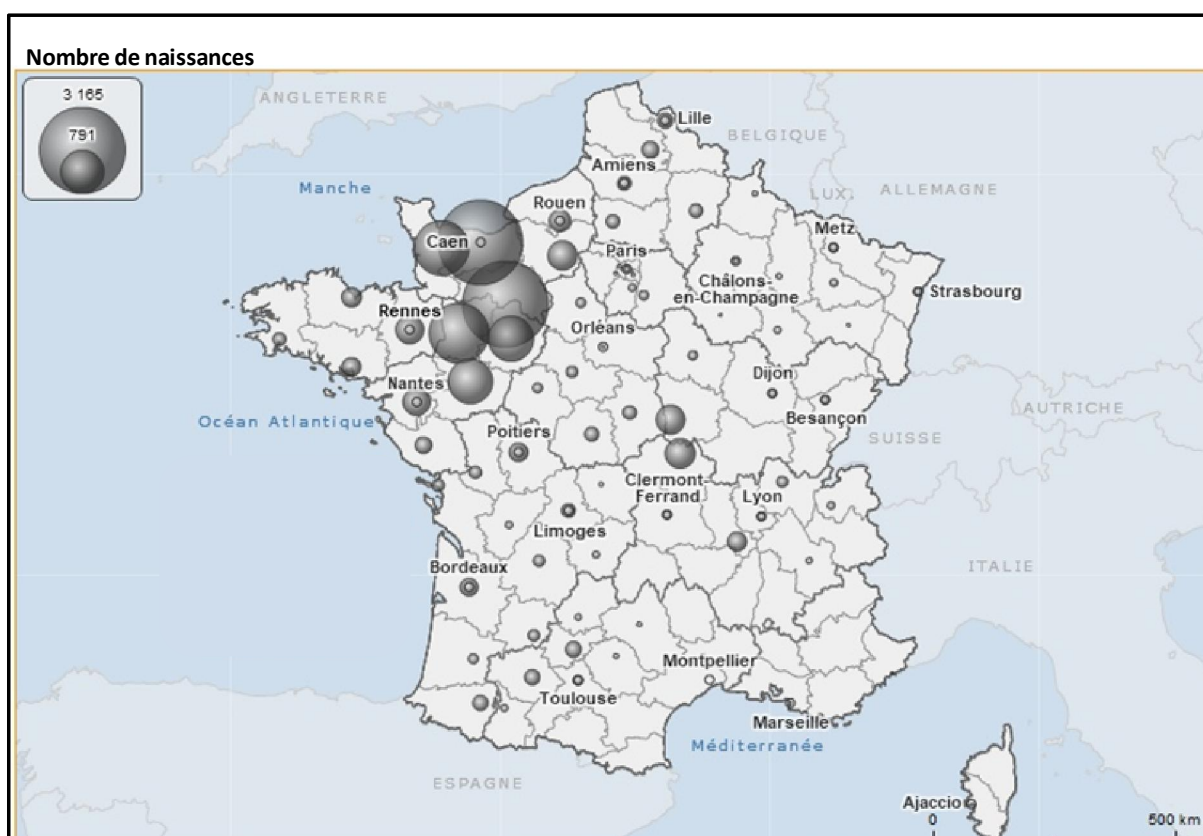 Nombre de naissances
3 165
791
ANGLETERRE
Lille
BELGIQUE
Manche
Amiens
LUX.
ALLEMAGNE
Rouen
Caen
Paris
Metz
Châlons-
en-Champagne
Strasbourg
Rennes
Orléans
Nantes
Dijon
Besançon
AUTRICHE
Océan Atlantique
Poitiers
SUISSE
Clermont-
Ferrand
Lyon
Limoges
Bordeaux
ITALIE
Montpellier
Toulouse
Marseille
Méditerranée
ESPAGNE
Ajaccio
0
500 km